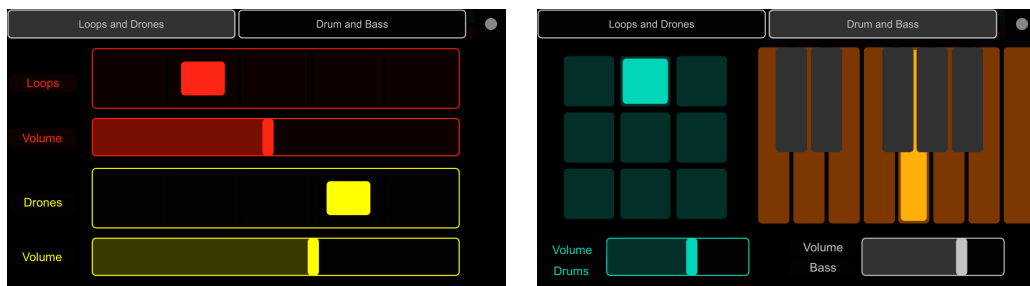 Loops and Drones
Drum and Bass
Loops
Volume
Drones
Volume
Loops and Drones
Drum and Bass
Volume
Drums
Volume
Bass